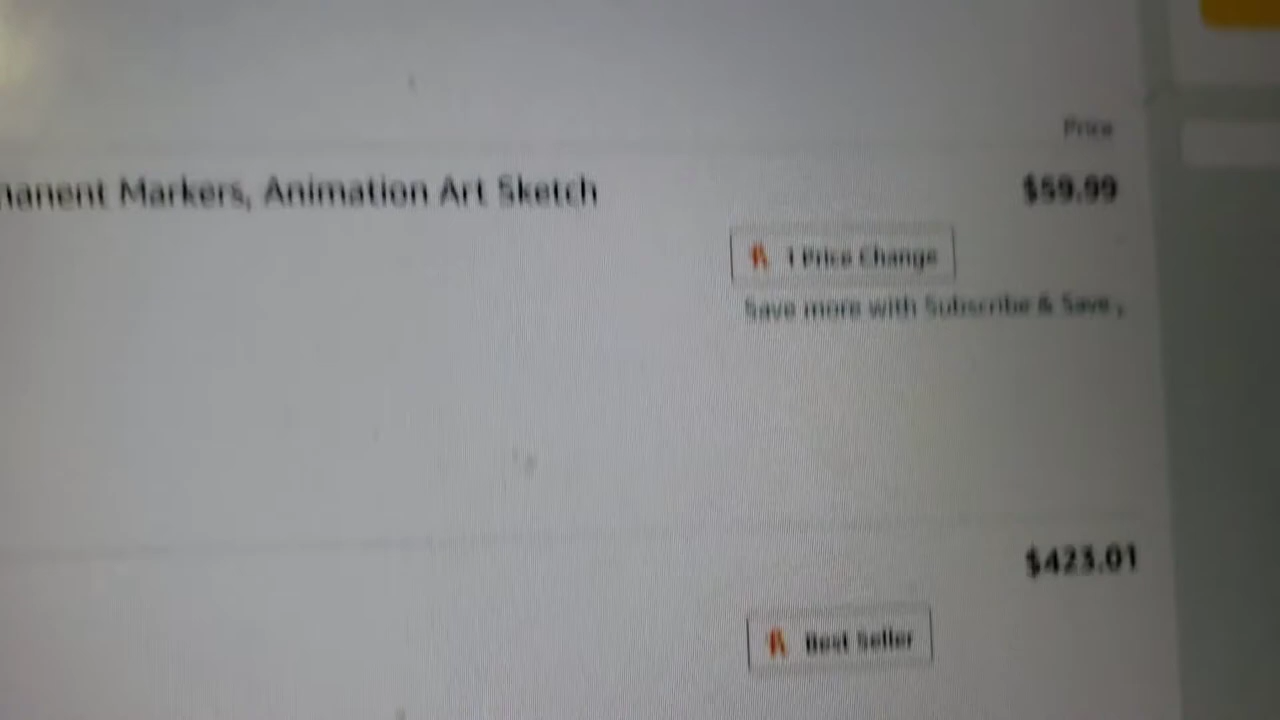 Price
nanent Markers, Animation Art Sketch
$59.99
1 Price Change
Save more with Subscribe & Save
$423.01
Best Seller